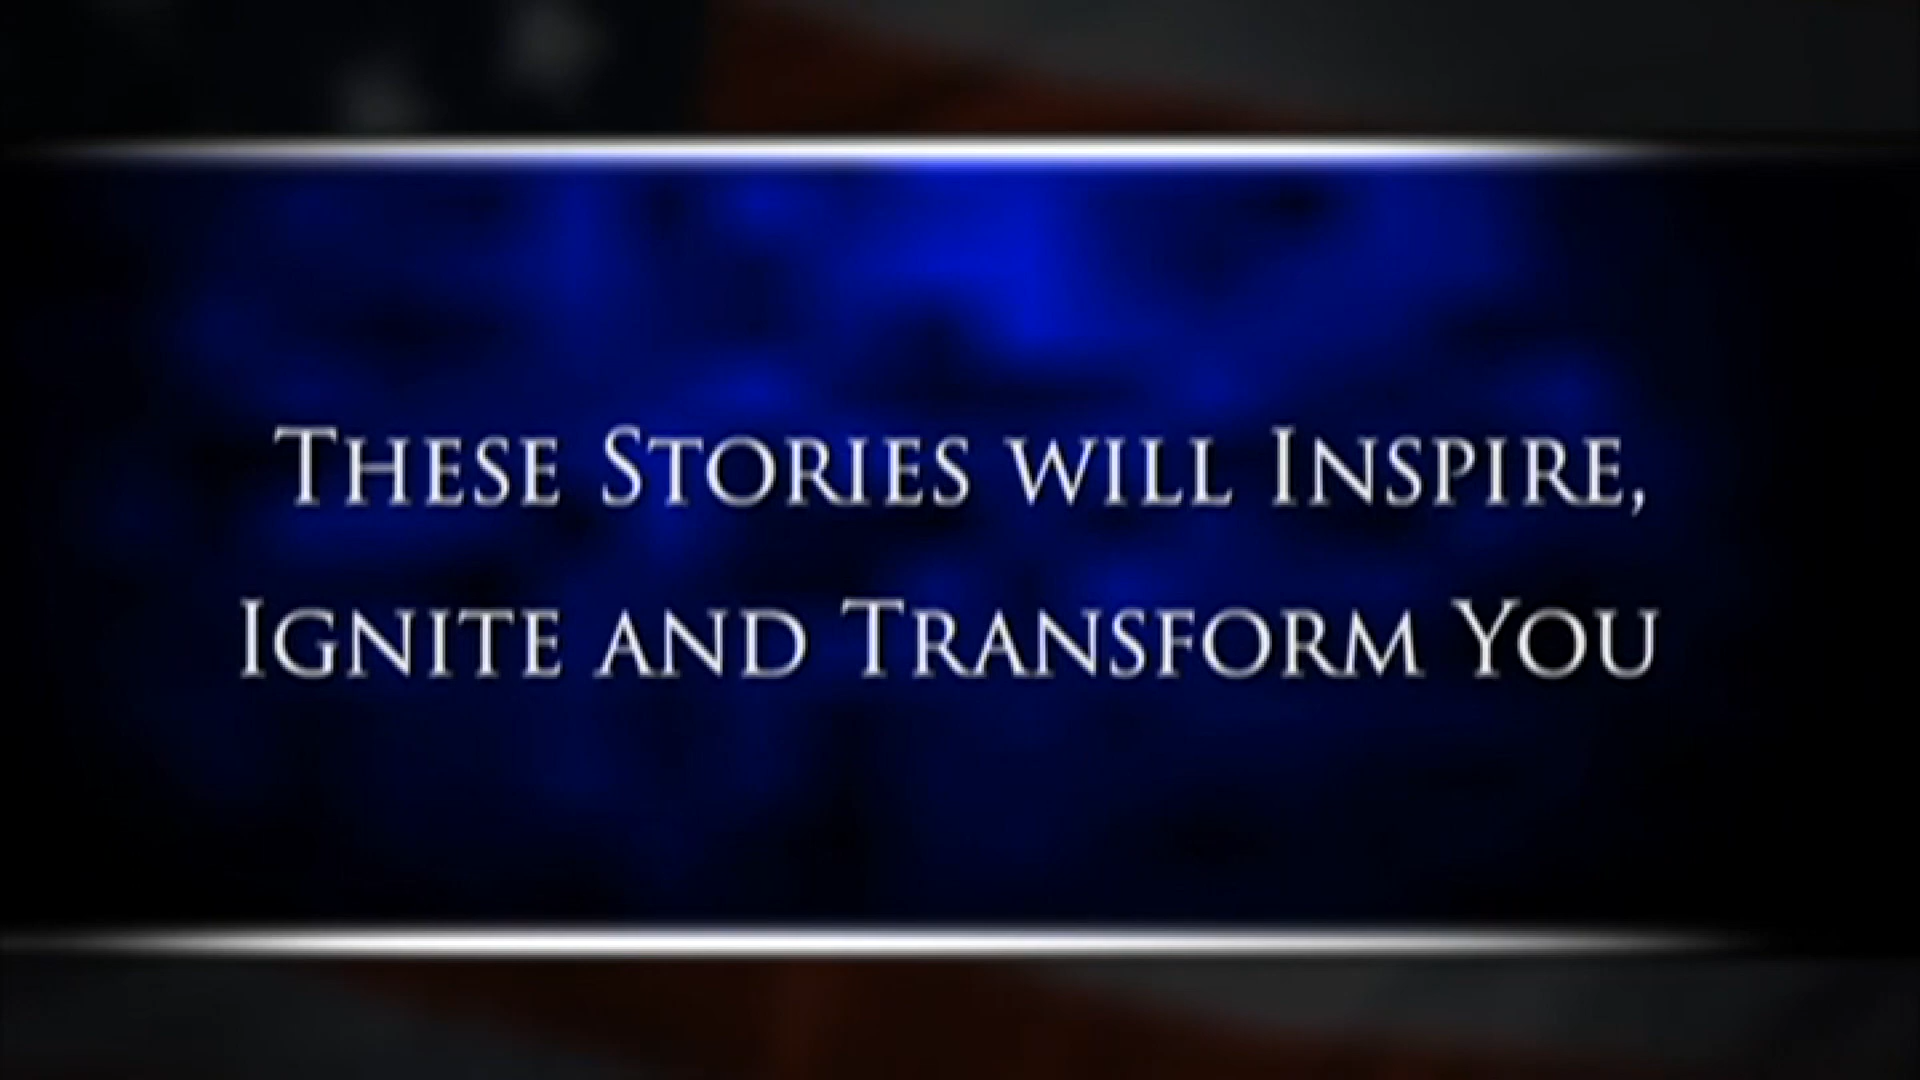 These Stories will Inspire,
Ignite and Transform You